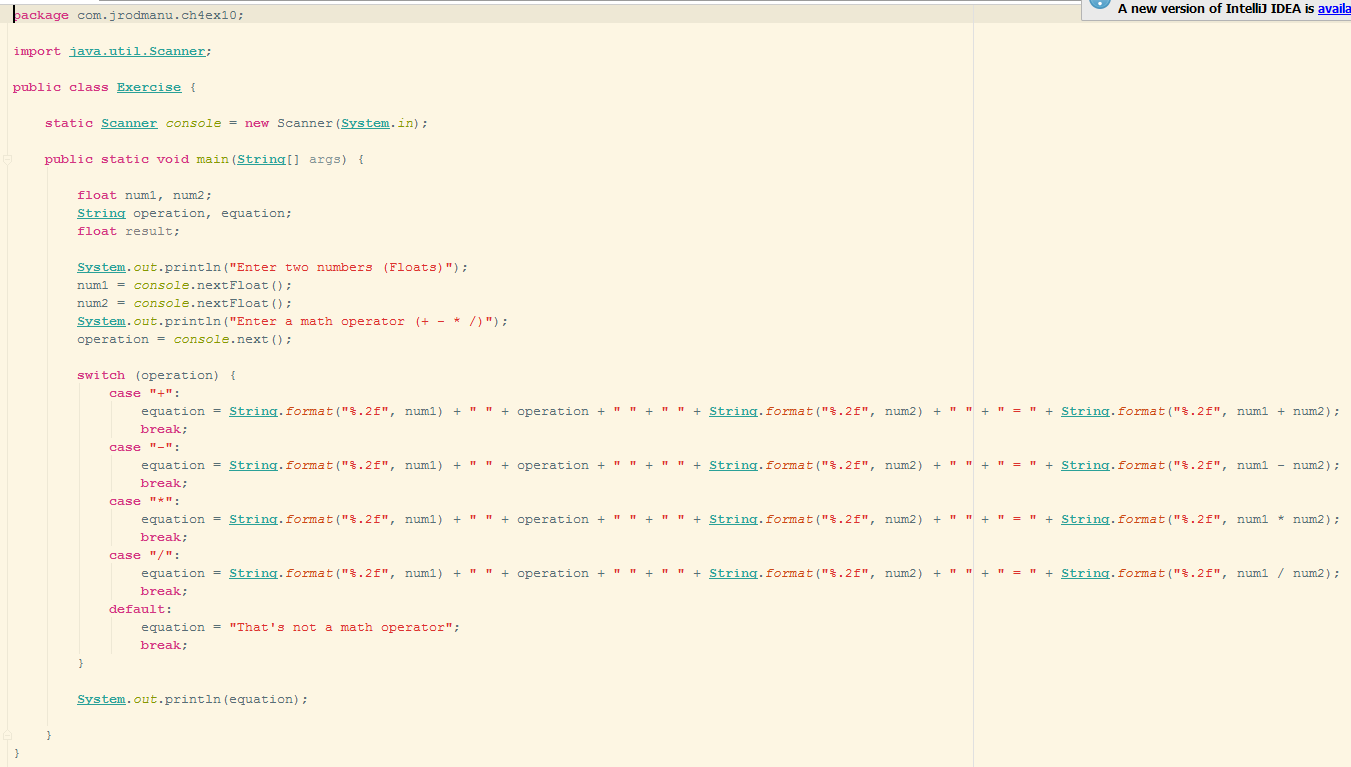 package com.jrodmanu.ch4ex10;
A new version of IntelliJ IDEA is availa
import java.util.Scanner;
public class Exercise {
static Scanner console = new Scanner(System.in);
public static void main(String[] args) {
float num1, num2;
String operation, equation;
float result;
System.out.println("Enter two numbers (Floats)");
num1 = console.nextFloat();
num2 = console.nextFloat();
System.out.println("Enter a math operator (+ - * /)");
operation = console.next();
switch (operation) {
case "+":
equation = String.format("%.2f", num1) + " " + operation + " " + " " + String.format("%.2f", num2) + " " + " = " + String.format("%.2f", num1 + num2);
break;
case "-":
equation = String.format("%.2f", num1) + " " + operation + " " + " " + String.format("%.2f", num2) + " " + " = " + String.format("%.2f", num1 - num2);
break;
case "*":
equation = String.format("%.2f", num1) + " " + operation + " " + " " + String.format("%.2f", num2) + " " + " = " + String.format("%.2f", num1 * num2);
break;
case "/":
equation = String.format("%.2f", num1) + " " + operation + " " + " " + String.format("%.2f", num2) + " " + " = " + String.format("%.2f", num1 / num2);
break;
default:
equation = "That's not a math operator";
break;
}
System.out.println(equation);
}
}